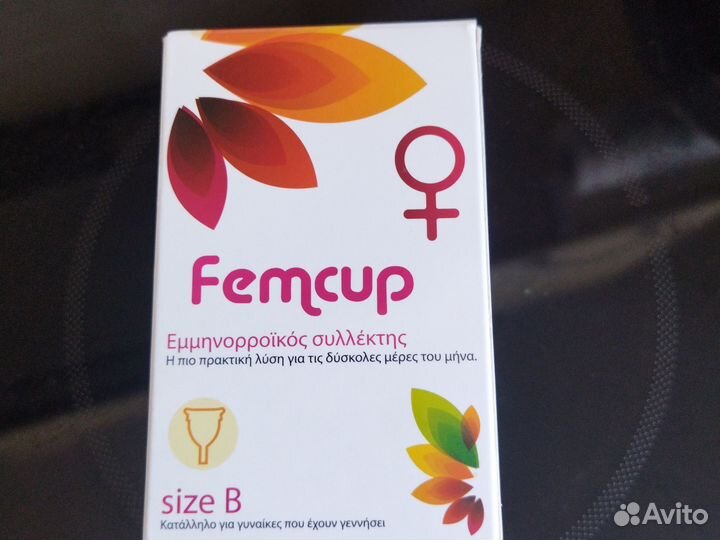 Femcup
Εμμηνορροϊκός συλλέκτης
Η πιο πρακτική λύση για τις δύσκολες μέρες του μήνα.
size B
Κατάλληλο για γυναίκες που έχουν γεννήσει
Avito